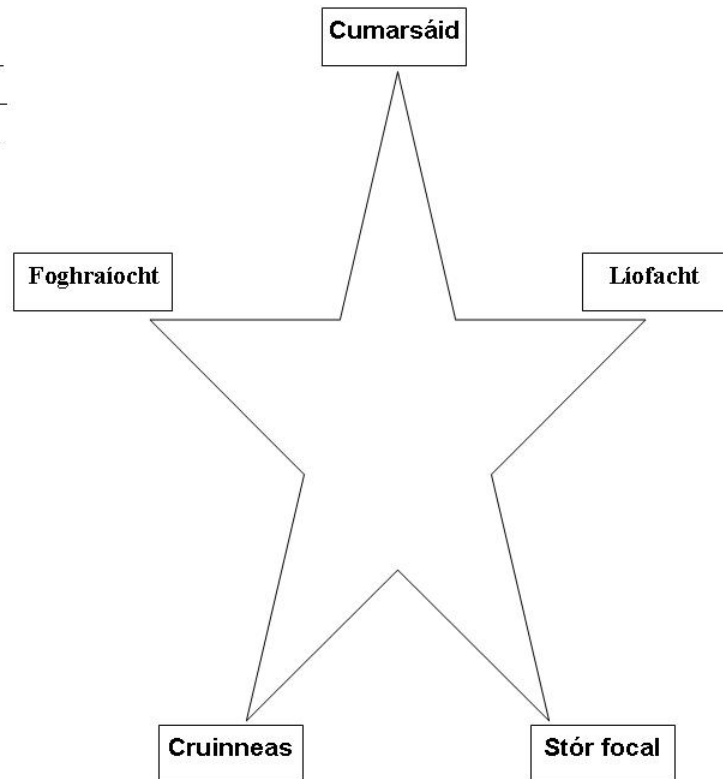 Cumarsáid
Foghraíocht
Líofacht
Cruinneas
Stór focal